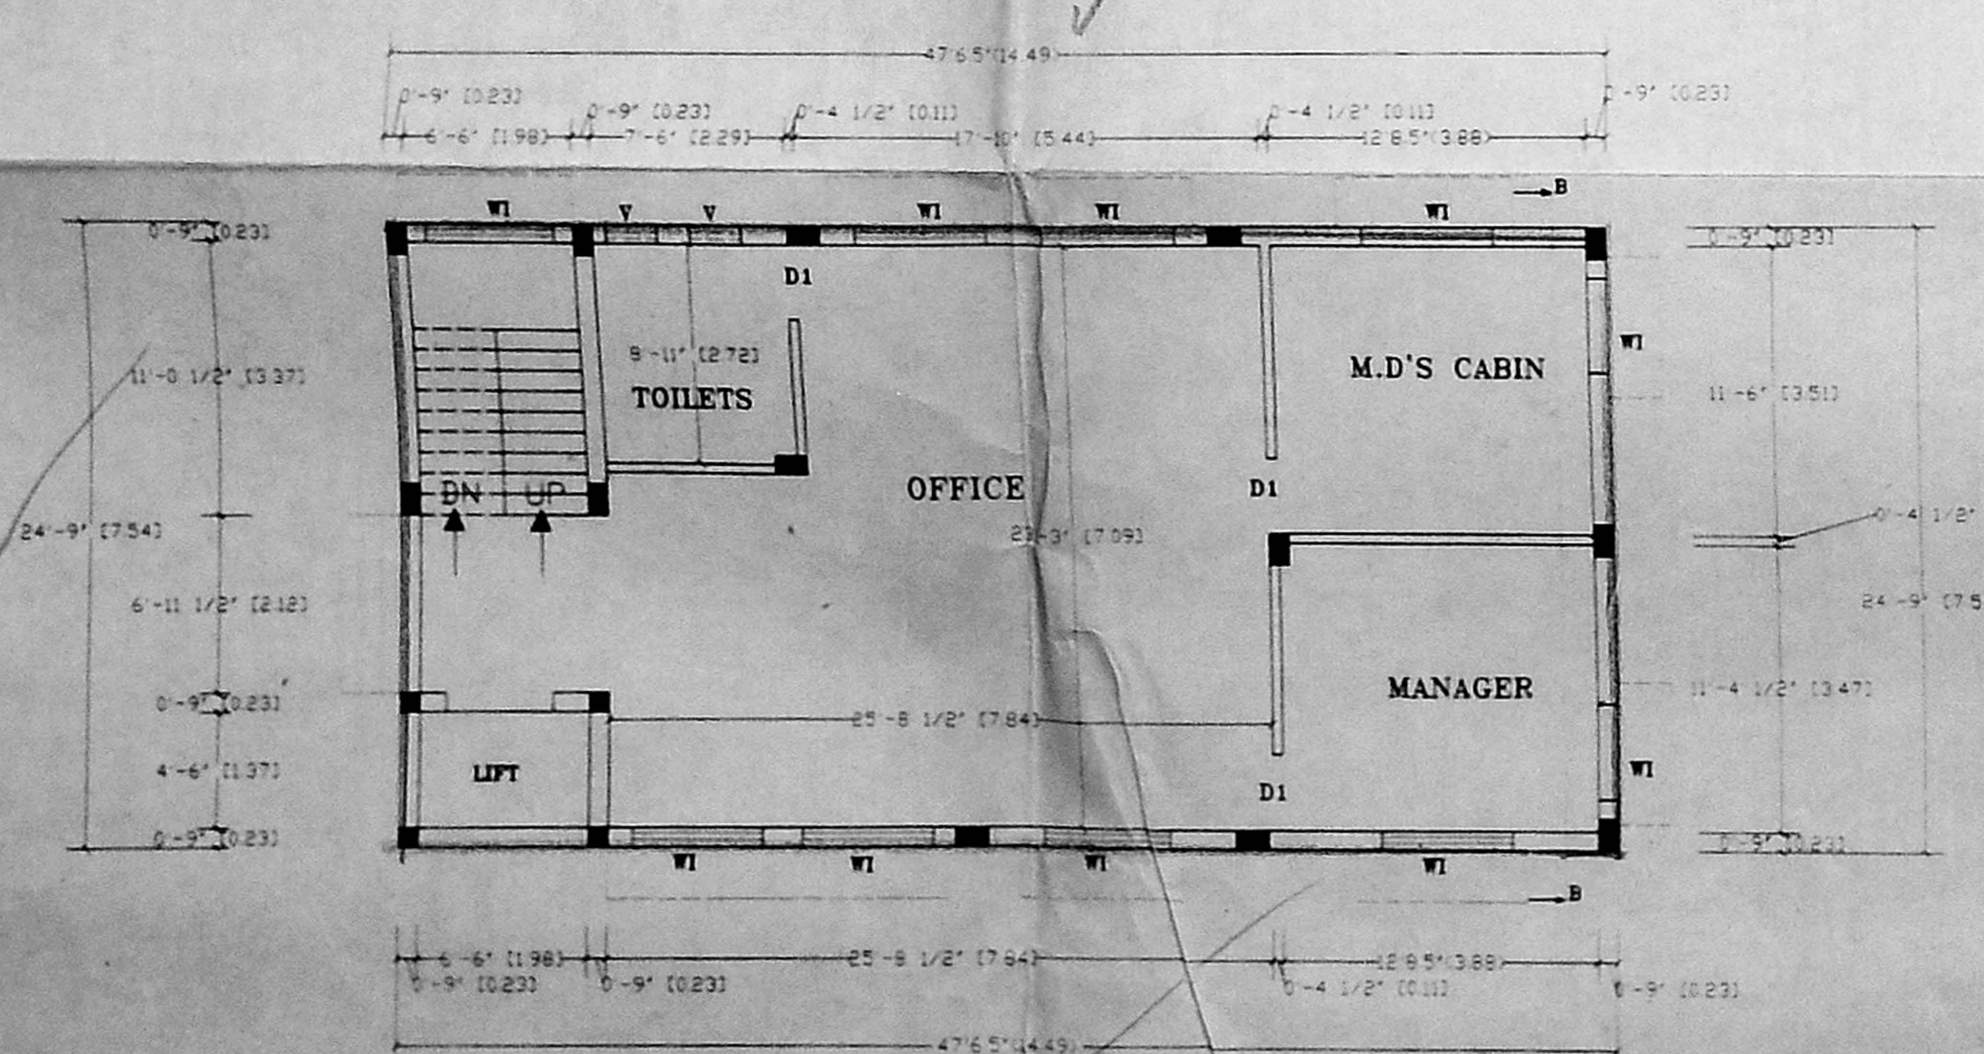 47'6.5"(14.49)
0'-9" [0.23]
0'-9" [0.23]
0'-4 1/2" [0.11]
0'-4 1/2" [0.11]
0'-9" [0.23]
6'-6" [1.98]
7'-6" [2.29]
17'-10" [5.44]
12'8.5"(3.88)
B
W1
V
V
W1
W1
W1
0'-9" [0.23]
0'-9" [0.23]
D1
W1
8'-11" [2.72]
M.D'S CABIN
11'-0 1/2" [3.37]
TOILETS
11'-6" [3.51]
OFFICE
D1
DN
UP
0'-4 1/2"
24'-9" [7.54]
23'-3" [7.09]
6'-11 1/2" [2.12]
24'-9" [7.5
MANAGER
11'-4 1/2" [3.47]
0'-9" [0.23]
25'-8 1/2" [7.84]
4'-6" [1.37]
LIFT
W1
D1
0'-9" [0.23]
0'-9" [0.23]
W1
W1
W1
W1
B
6'-6" [1.98]
25'-8 1/2" [7.84]
12'8.5"(3.88)
0'-9" [0.23]
0'-9" [0.23]
0'-4 1/2" [0.11]
0'-9" [0.23]
47'6.5"(14.49)